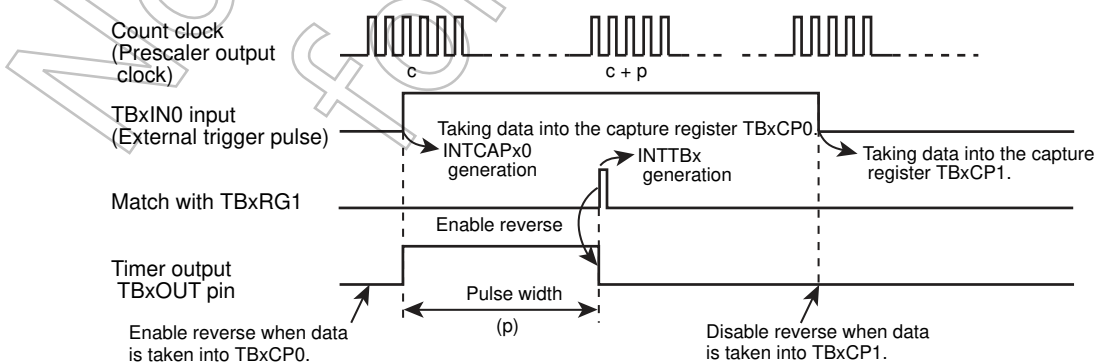 Count clock
(Prescaler output
clock)
c
c + p
TBxIN0 input
(External trigger pulse)
Taking data into the capture register TBxCP0.
INTCAPx0
generation
INTTBx
generation
Taking data into the capture
register TBxCP1.
Match with TBxRG1
Enable reverse
Timer output
TBxOUT pin
Pulse width
(p)
Enable reverse when data
is taken into TBxCP0.
Disable reverse when data
is taken into TBxCP1.